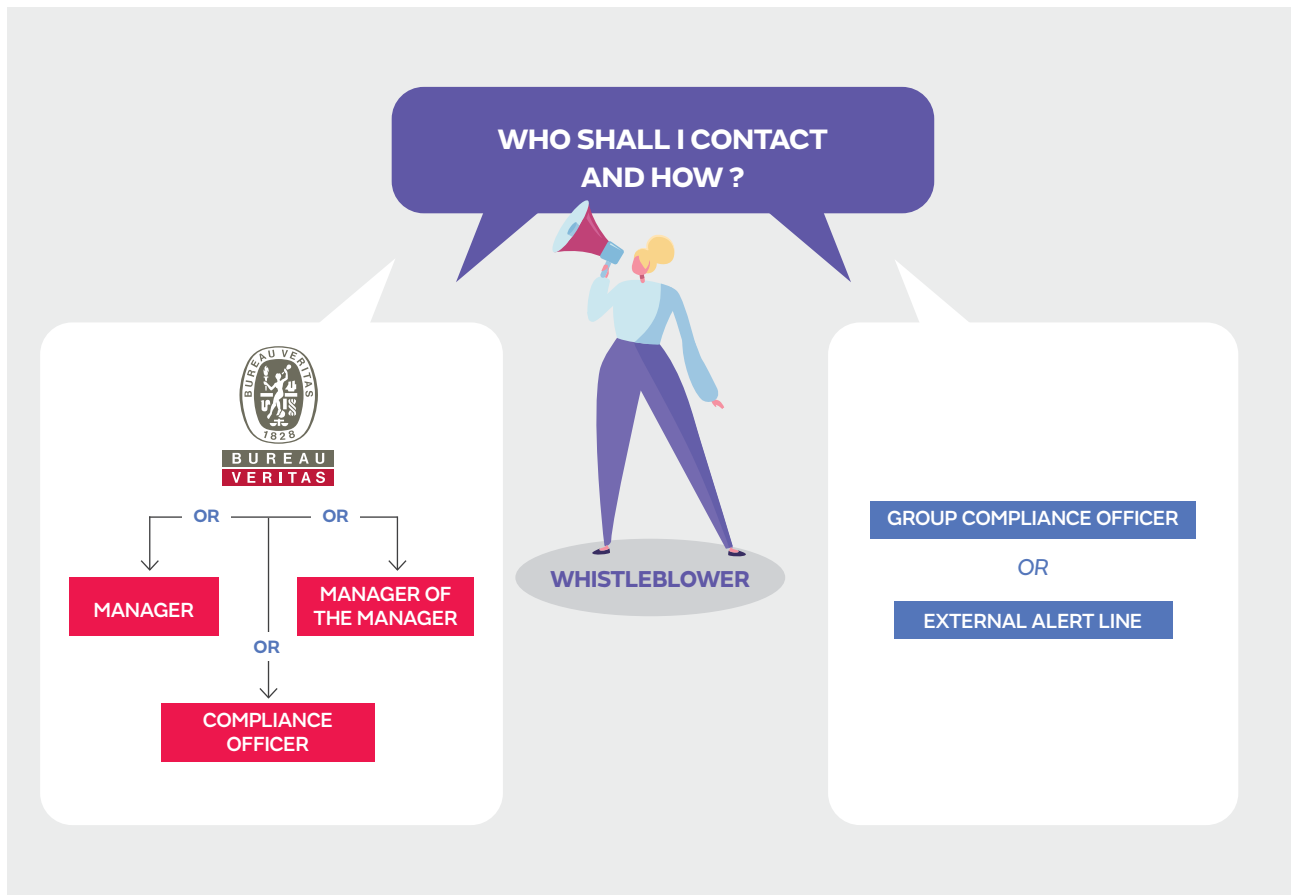 WHO SHALL I CONTACT
AND HOW ?
BUREAU VERITAS
1828
BUREAU
VERITAS
OR
OR
MANAGER
MANAGER OF
THE MANAGER
OR
COMPLIANCE
OFFICER
WHISTLEBLOWER
GROUP COMPLIANCE OFFICER
OR
EXTERNAL ALERT LINE